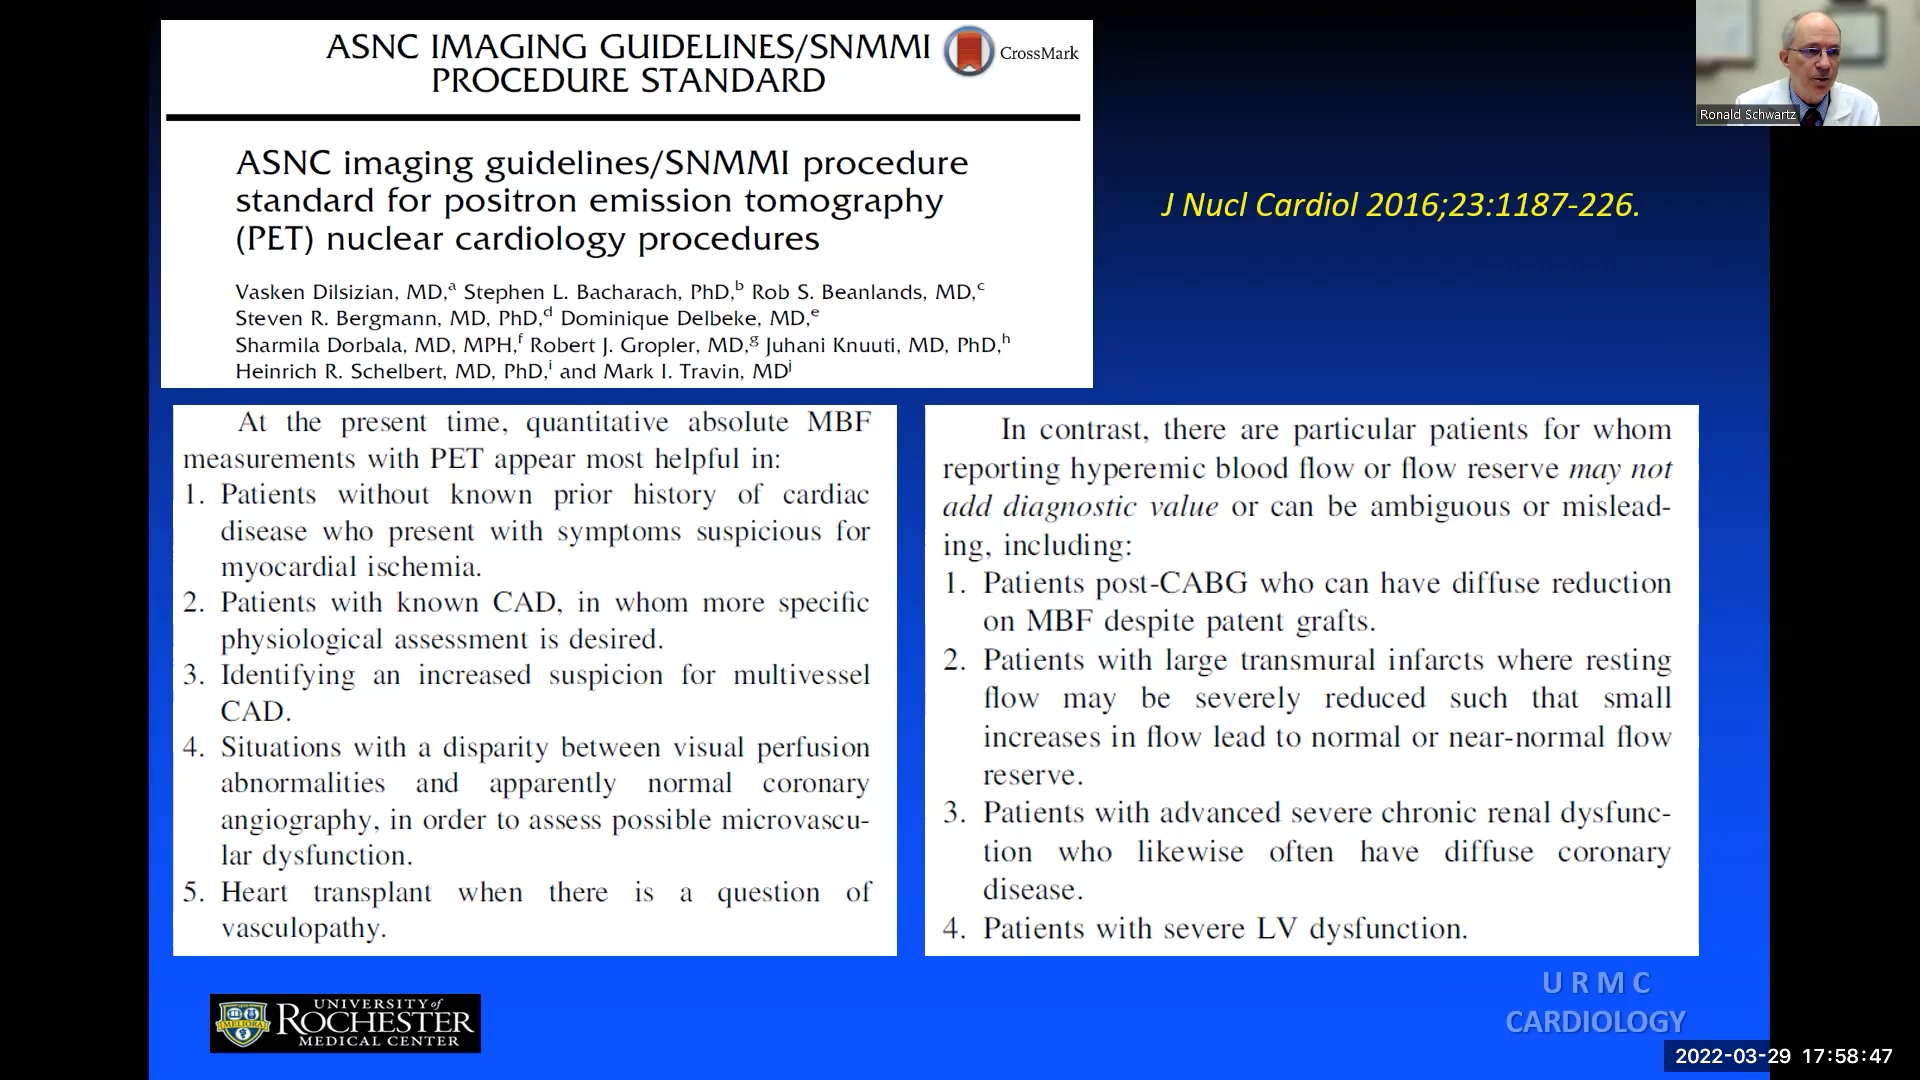 ASNC IMAGING GUIDELINES/SNMMI
PROCEDURE STANDARD
CrossMark
ASNC imaging guidelines/SNMMI procedure
standard for positron emission tomography
(PET) nuclear cardiology procedures
Vasken Dilsizian, MD,a Stephen L. Bacharach, PhD,b Rob S. Beanlands, MD,c
Steven R. Bergmann, MD, PhD,d Dominique Delbeke, MD,e
Sharmila Dorbala, MD, MPH,f Robert J. Gropler, MD,g Juhani Knuuti, MD, PhD,h
Heinrich R. Schelbert, MD, PhD,i and Mark I. Travin, MDj
J Nucl Cardiol 2016;23:1187-226.
Ronald Schwartz
At the present time, quantitative absolute MBF
measurements with PET appear most helpful in:
1. Patients without known prior history of cardiac
disease who present with symptoms suspicious for
myocardial ischemia.
2. Patients with known CAD, in whom more specific
physiological assessment is desired.
3. Identifying an increased suspicion for multivessel
CAD.
4. Situations with a disparity between visual perfusion
abnormalities and apparently normal coronary
angiography, in order to assess possible microvascu-
lar dysfunction.
5. Heart transplant when there is a question of
vasculopathy.
In contrast, there are particular patients for whom
reporting hyperemic blood flow or flow reserve may not
add diagnostic value or can be ambiguous or mislead-
ing, including:
1. Patients post-CABG who can have diffuse reduction
on MBF despite patent grafts.
2. Patients with large transmural infarcts where resting
flow may be severely reduced such that small
increases in flow lead to normal or near-normal flow
reserve.
3. Patients with advanced severe chronic renal dysfunc-
tion who likewise often have diffuse coronary
disease.
4. Patients with severe LV dysfunction.
MELIORA
UNIVERSITY of
ROCHESTER
MEDICAL CENTER
U R M C
CARDIOLOGY
2022-03-29 17:58:47